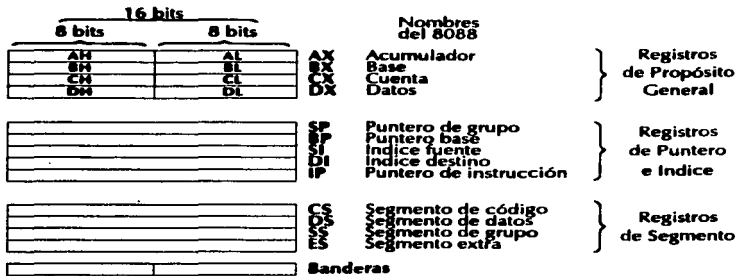 16 bits
8 bits 8 bits
Nombres
del 8088
AH AL AX Acumulador
BH BL BX Base
CH CL CX Cuenta
DH DL DX Datos
Registros
de Propósito
General
SP Puntero de grupo
BP Puntero base
SI Indice fuente
DI Indice destino
IP Puntero de instrucción
Registros
de Puntero
e Indice
CS Segmento de código
DS Segmento de datos
SS Segmento de grupo
ES Segmento extra
Registros
de Segmento
Banderas